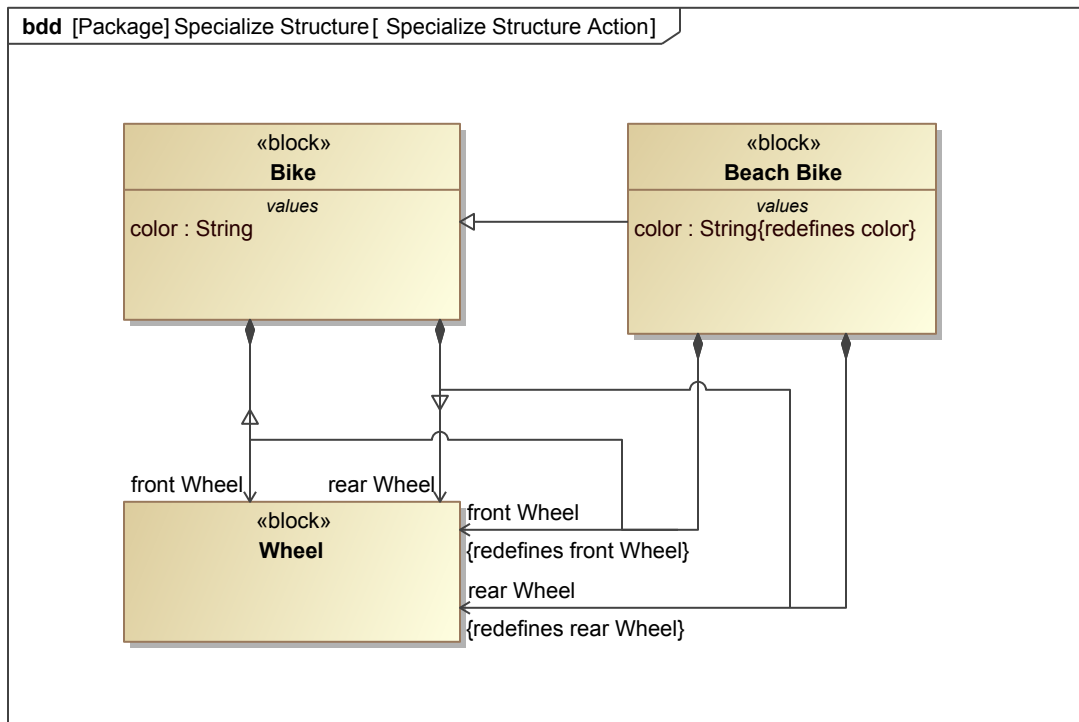 bdd [Package] Specialize Structure [ Specialize Structure Action ]
«block»
Bike
values
color : String
«block»
Beach Bike
values
color : String{redefines color}
front Wheel
rear Wheel
«block»
Wheel
front Wheel
{redefines front Wheel}
rear Wheel
{redefines rear Wheel}